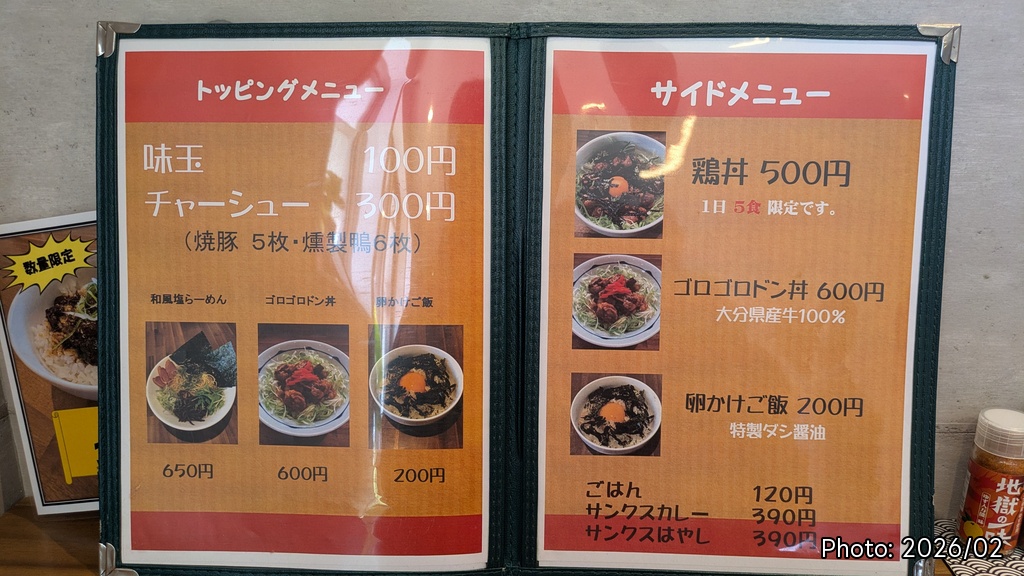 トッピングメニュー
味玉 100円
チャーシュー 300円
(焼豚 5枚・燻製鴨6枚)
和風塩らーめん ゴロゴロドン丼 卵かけご飯
650円 600円 200円
サイドメニュー
鶏丼 500円
1日 5食 限定です。
ゴロゴロドン丼 600円
大分県産牛100%
卵かけご飯 200円
特製ダシ醤油
ごはん 120円
サンクスカレー 390円
サンクスはやし 390円
数量限定
地獄の一味
Photo: 2026/02